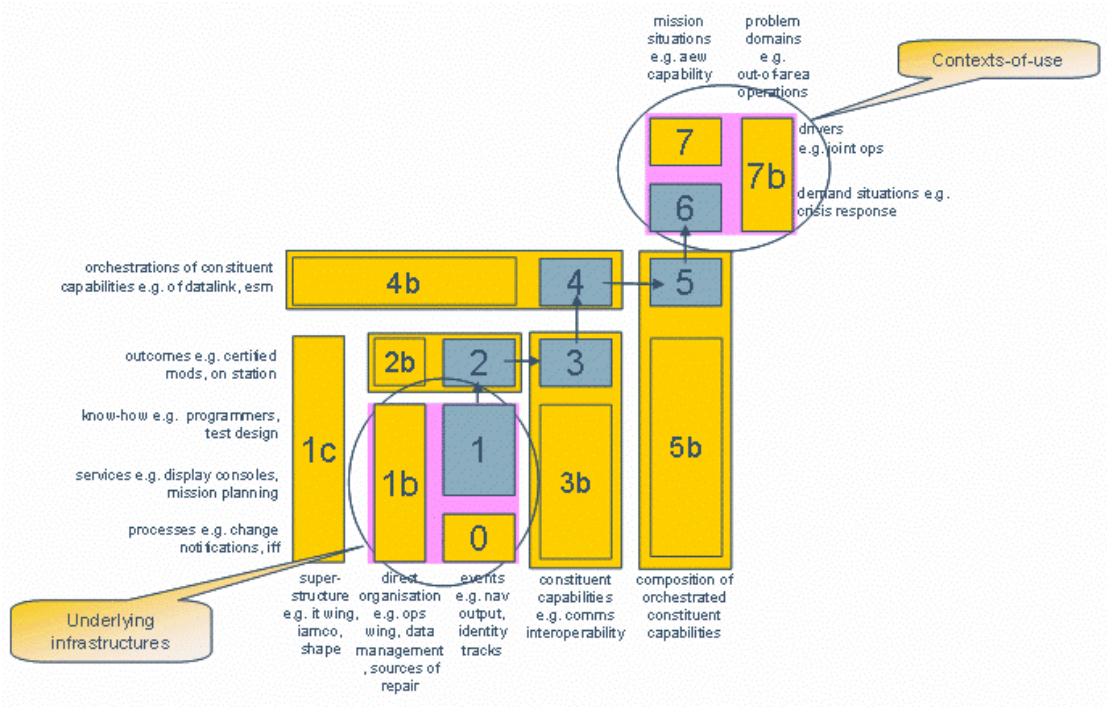 mission
situations
e.g. aew
capability
problem
domains
e.g.
out-of-area
operations
Contexts-of-use
7
7b
6
drivers
e.g. joint ops
demand situations e.g.
crisis response
orchestrations of constituent
capabilities e.g. of datalink, esm
4b
4
5
outcomes e.g. certified
mods, on station
2b
2
3
know-how e.g. programmers,
test design
1c
1b
1
3b
5b
services e.g. display consoles,
mission planning
processes e.g. change
notifications, iff
0
Underlying
infrastructures
super-
structure
e.g. it wing,
iamco,
shape
direct
organisation
e.g. ops
wing, data
management
, sources of
repair
events
e.g. nav
output,
identity
tracks
constituent
capabilities
e.g. comms
interoperability
composition of
orchestrated
constituent
capabilities